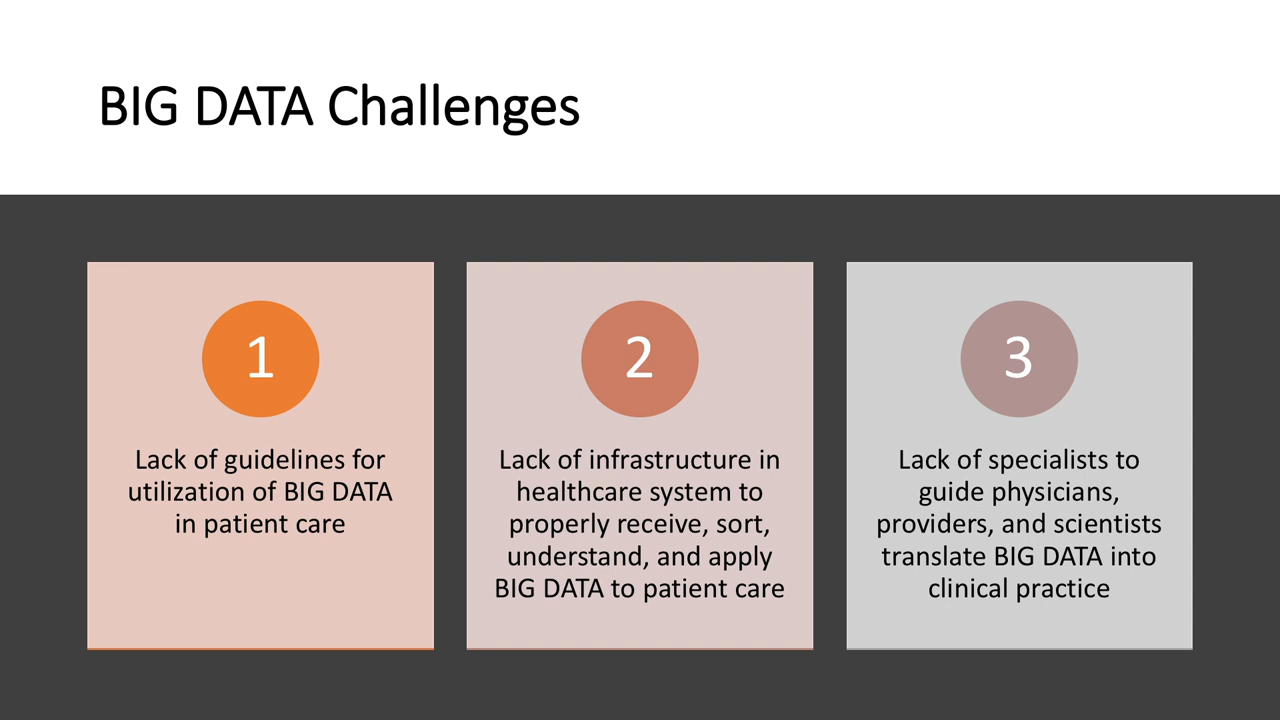 BIG DATA Challenges
1
Lack of guidelines for
utilization of BIG DATA
in patient care
2
Lack of infrastructure in
healthcare system to
properly receive, sort,
understand, and apply
BIG DATA to patient care
3
Lack of specialists to
guide physicians,
providers, and scientists
translate BIG DATA into
clinical practice